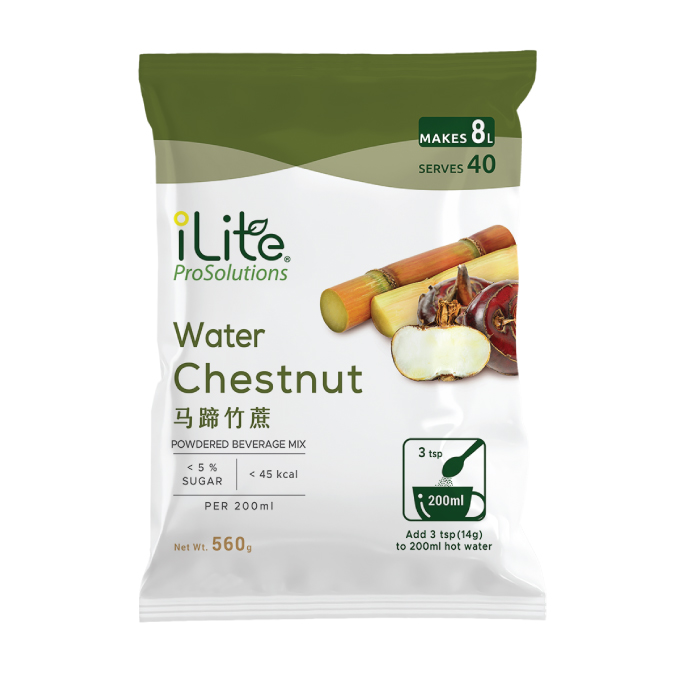 MAKES 8L
SERVES 40
iLite®
ProSolutions
Water
Chestnut
马蹄竹蔗
POWDERED BEVERAGE MIX
< 5 %
SUGAR
< 45 kcal
PER 200ml
3 tsp
200ml
Add 3 tsp(14g)
to 200ml hot water
Net Wt. 560g